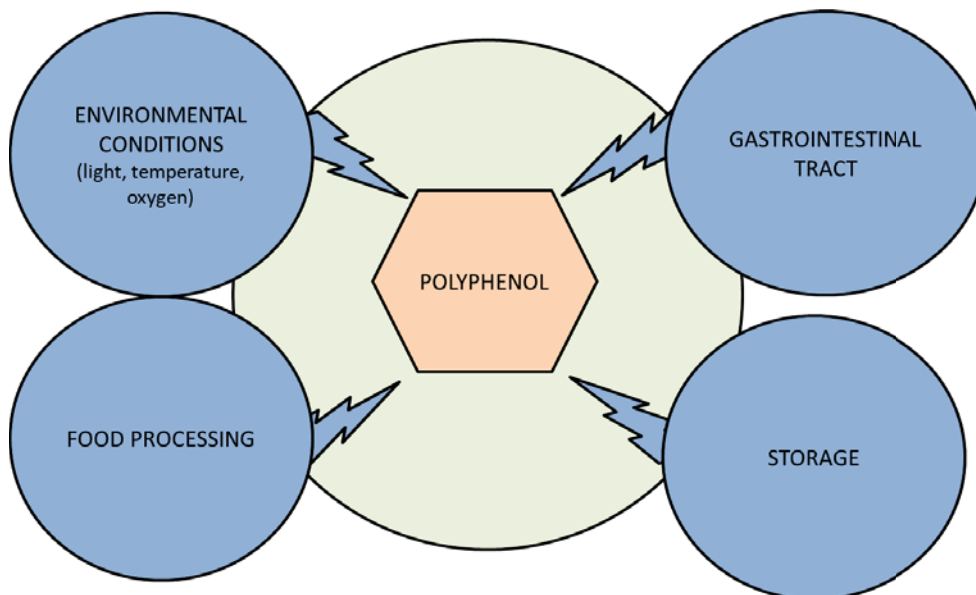 ENVIRONMENTAL
CONDITIONS
(light, temperature,
oxygen)
GASTROINTESTINAL
TRACT
POLYPHENOL
FOOD PROCESSING
STORAGE